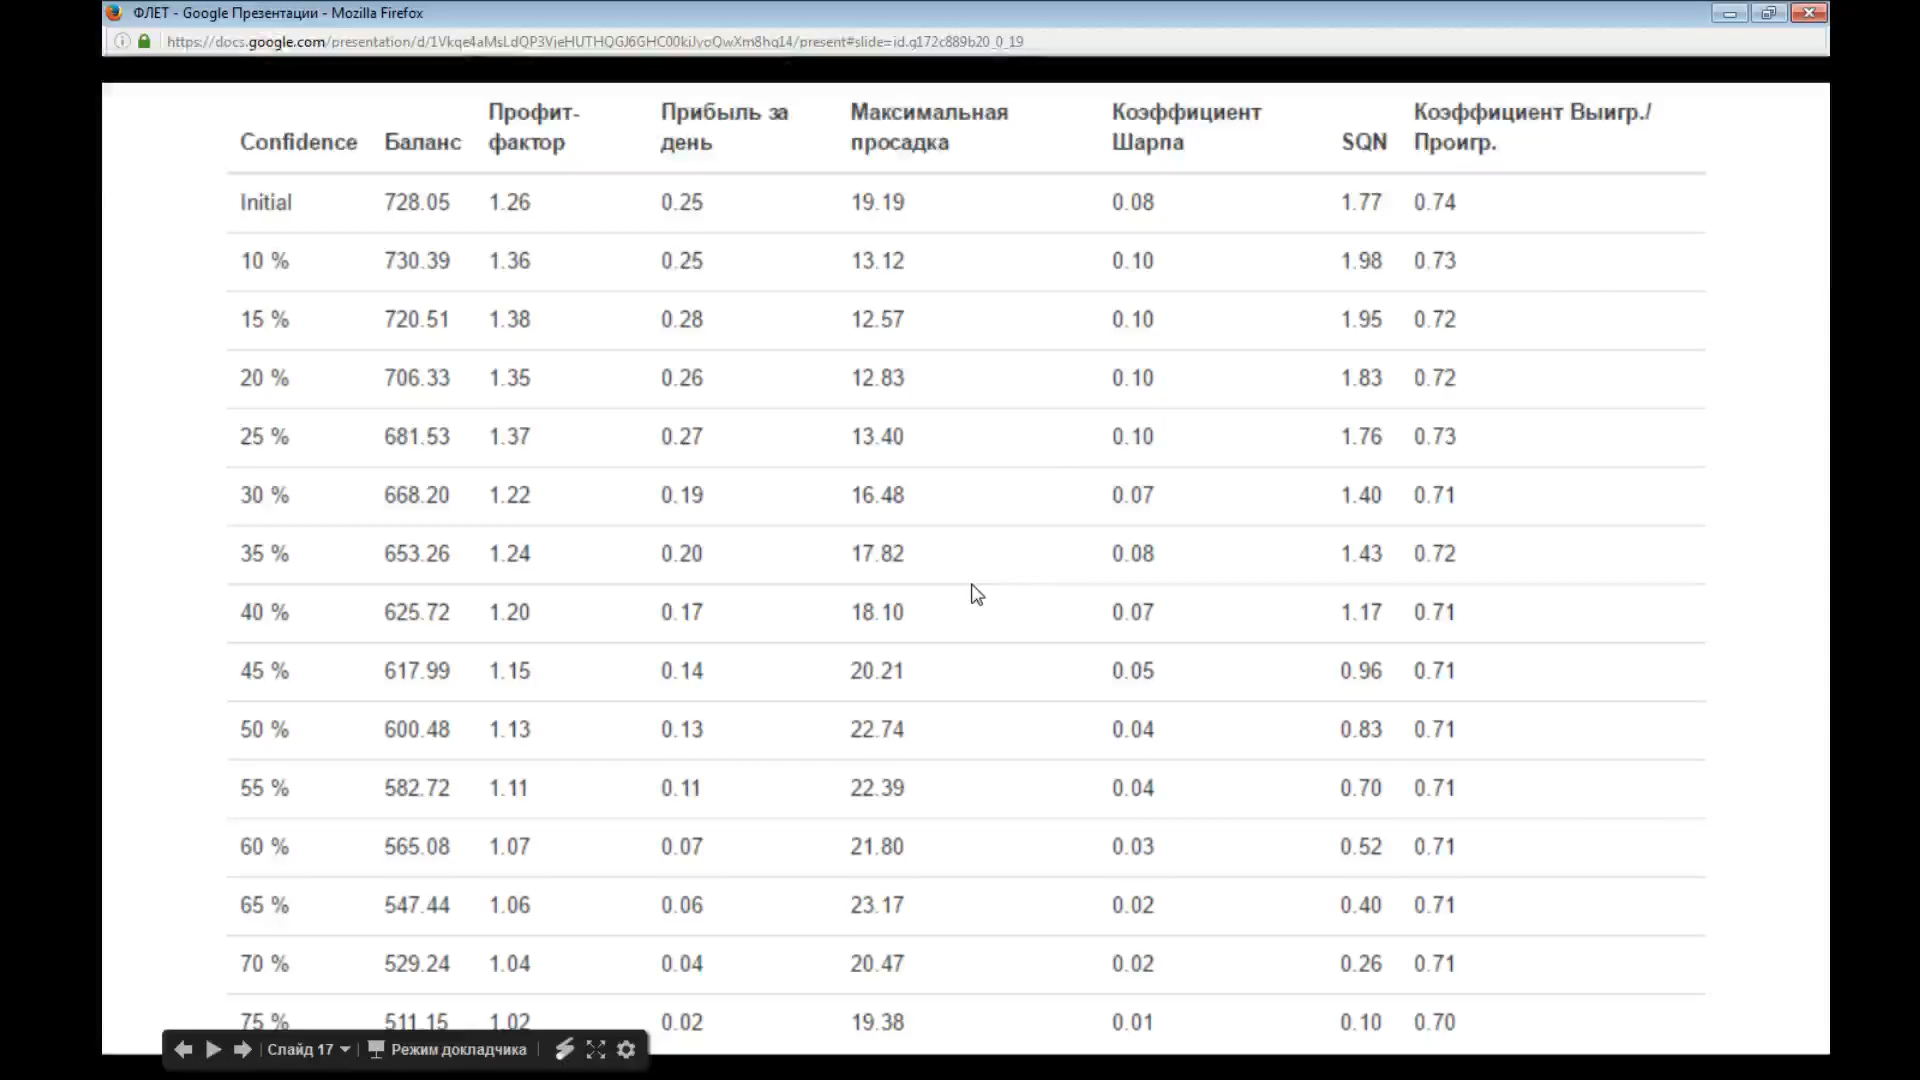 ФЛЕТ - Google Презентации - Mozilla Firefox
Профит- Прибыль за Максимальная Коэффициент Коэффициент Выигр./
Confidence Баланс фактор день просадка Шарпа SQN Проигр.
Initial 728.05 1.26 0.25 19.19 0.08 1.77 0.74
10 % 730.39 1.36 0.25 13.12 0.10 1.98 0.73
15 % 720.51 1.38 0.28 12.57 0.10 1.95 0.72
20 % 706.33 1.35 0.26 12.83 0.10 1.83 0.72
25 % 681.53 1.37 0.27 13.40 0.10 1.76 0.73
30 % 668.20 1.22 0.19 16.48 0.07 1.40 0.71
35 % 653.26 1.24 0.20 17.82 0.08 1.43 0.72
40 % 625.72 1.20 0.17 18.10 0.07 1.17 0.71
45 % 617.99 1.15 0.14 20.21 0.05 0.96 0.71
50 % 600.48 1.13 0.13 22.74 0.04 0.83 0.71
55 % 582.72 1.11 0.11 22.39 0.04 0.70 0.71
60 % 565.08 1.07 0.07 21.80 0.03 0.52 0.71
65 % 547.44 1.06 0.06 23.17 0.02 0.40 0.71
70 % 529.24 1.04 0.04 20.47 0.02 0.26 0.71
75 % 511.15 1.02 0.02 19.38 0.01 0.10 0.70
Слайд 17 Режим докладчика